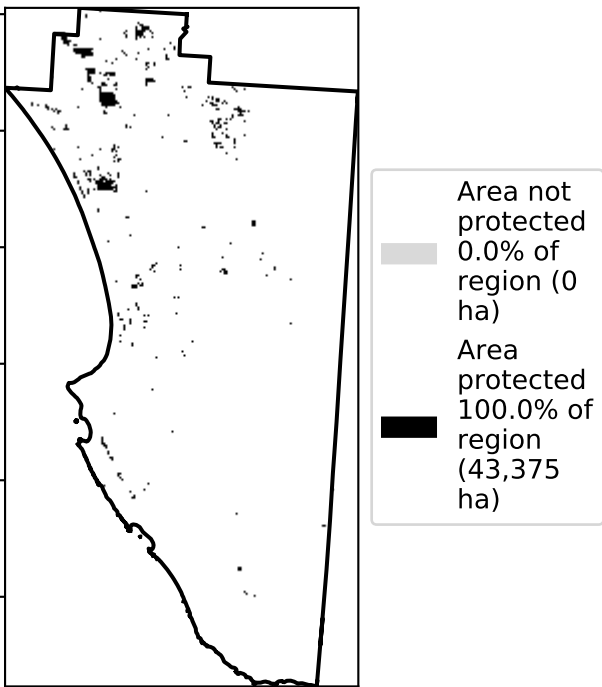 Area not
protected
0.0% of
region (0
ha)
Area
protected
100.0% of
region
(43,375
ha)